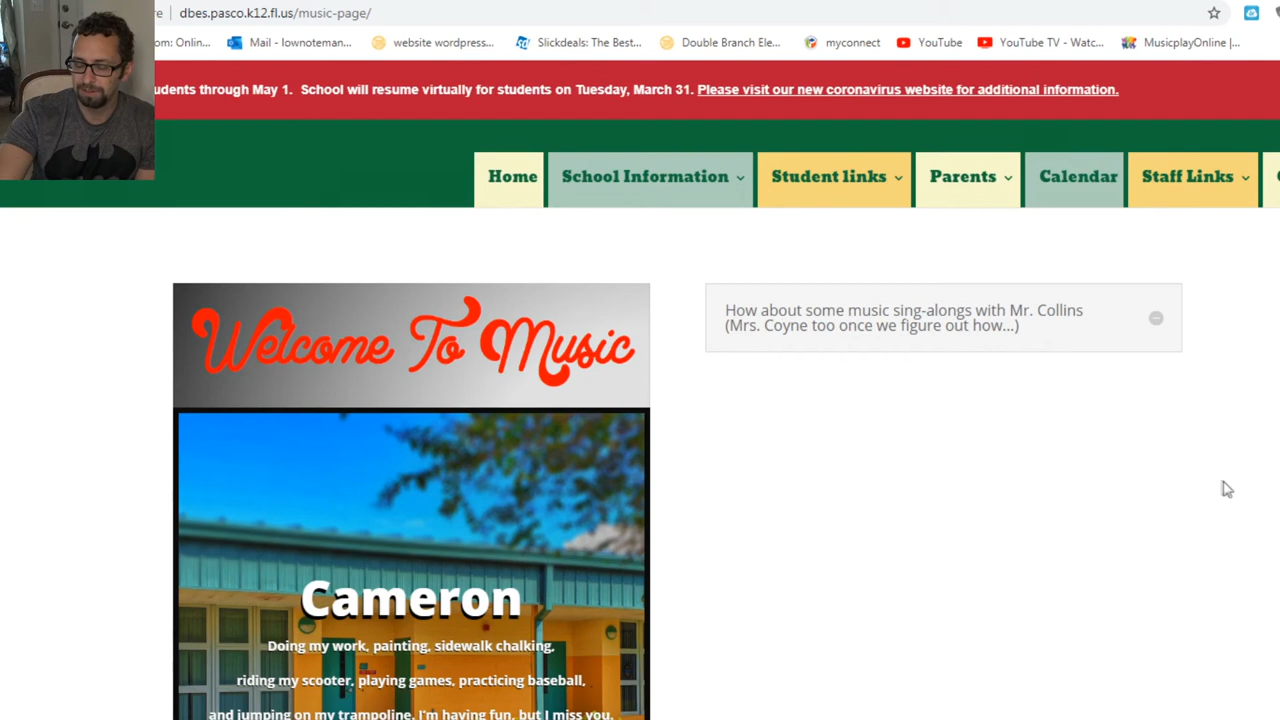 re dbes.pasco.k12.fl.us/music-page/
om: Onlin... Mail - lownoteman... website wordpress... Slickdeals: The Best... Double Branch Ele... myconnect YouTube YouTube TV - Watc... MusicplayOnline |...
udents through May 1. School will resume virtually for students on Tuesday, March 31. Please visit our new coronavirus website for additional information.
Home School Information Student links Parents Calendar Staff Links
Welcome To Music
How about some music sing-alongs with Mr. Collins
(Mrs. Coyne too once we figure out how...)
Cameron
Doing my work, painting, sidewalk chalking,
riding my scooter, playing games, practicing baseball,
and jumping on my trampoline. I'm having fun, but I miss you,